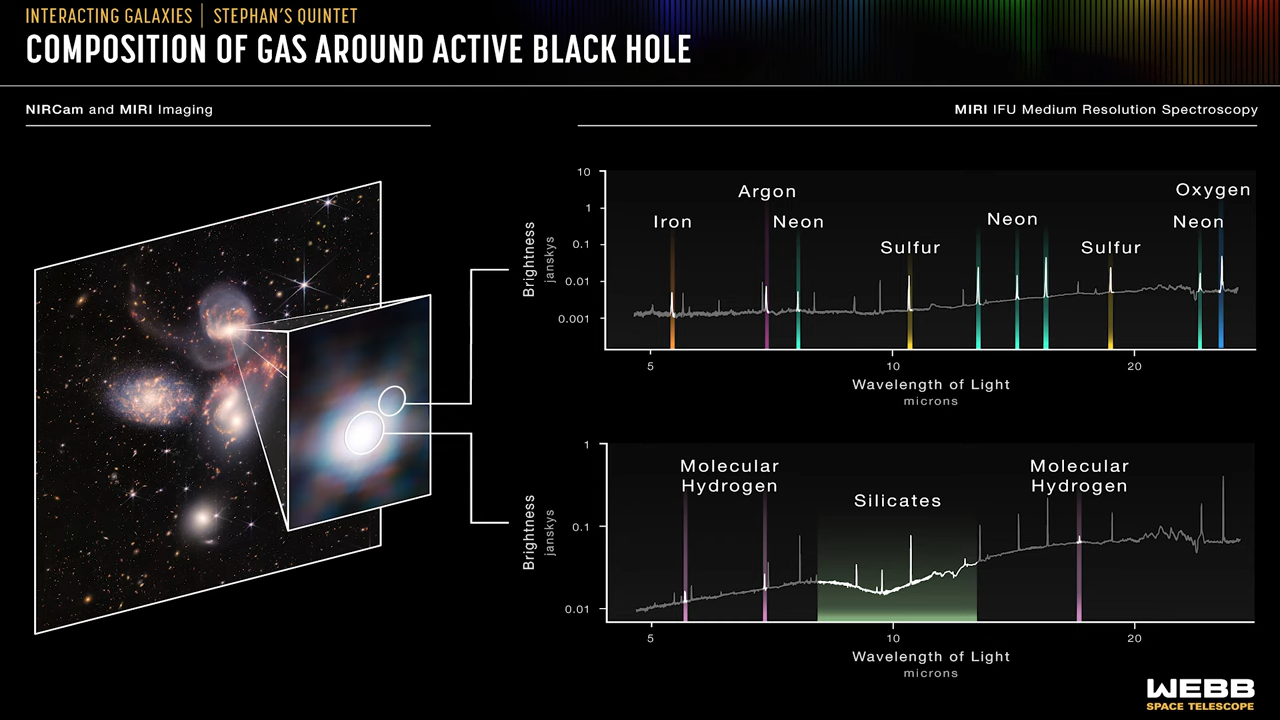 INTERACTING GALAXIES | STEPHAN'S QUINTET
COMPOSITION OF GAS AROUND ACTIVE BLACK HOLE
NIRCam and MIRI Imaging
MIRI IFU Medium Resolution Spectroscopy
Brightness
janskys
10
1
0.1
0.01
0.001
Iron
Argon
Neon
Sulfur
Neon
Sulfur
Oxygen
Neon
5
10
20
Wavelength of Light
microns
Brightness
janskys
1
0.1
0.01
Molecular
Hydrogen
Silicates
Molecular
Hydrogen
5
10
20
Wavelength of Light
microns
WEBB
SPACE TELESCOPE